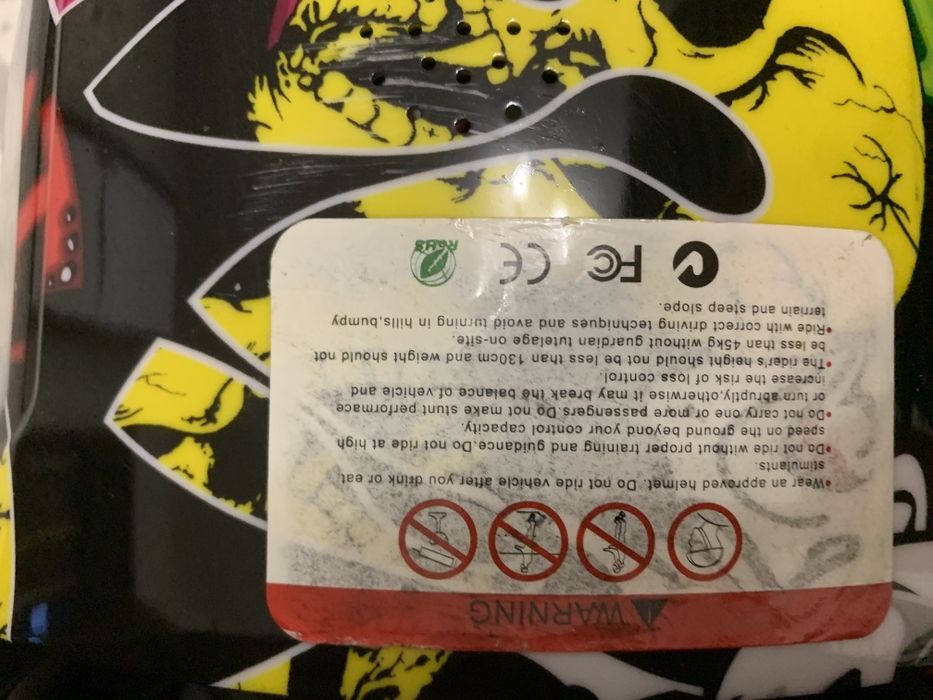 WARNING
•Wear an approved helmet. Do not ride vehicle after you drink or eat
stimulants.
•Do not ride without proper training and guidance.Do not ride at high
speed on the ground beyond your control capacity.
•Do not carry one or more passengers.Do not make stunt performace
or turn abruptly,otherwise it may break the balance of vehicle and
increase the risk of loss control.
•The rider's height should not be less than 130cm and weight should not
be less than 45kg without guardian tutelage on-site.
•Ride with correct driving techniques and avoid turning in hills,bumpy
terrain and steep slope.
FC CE RoHS